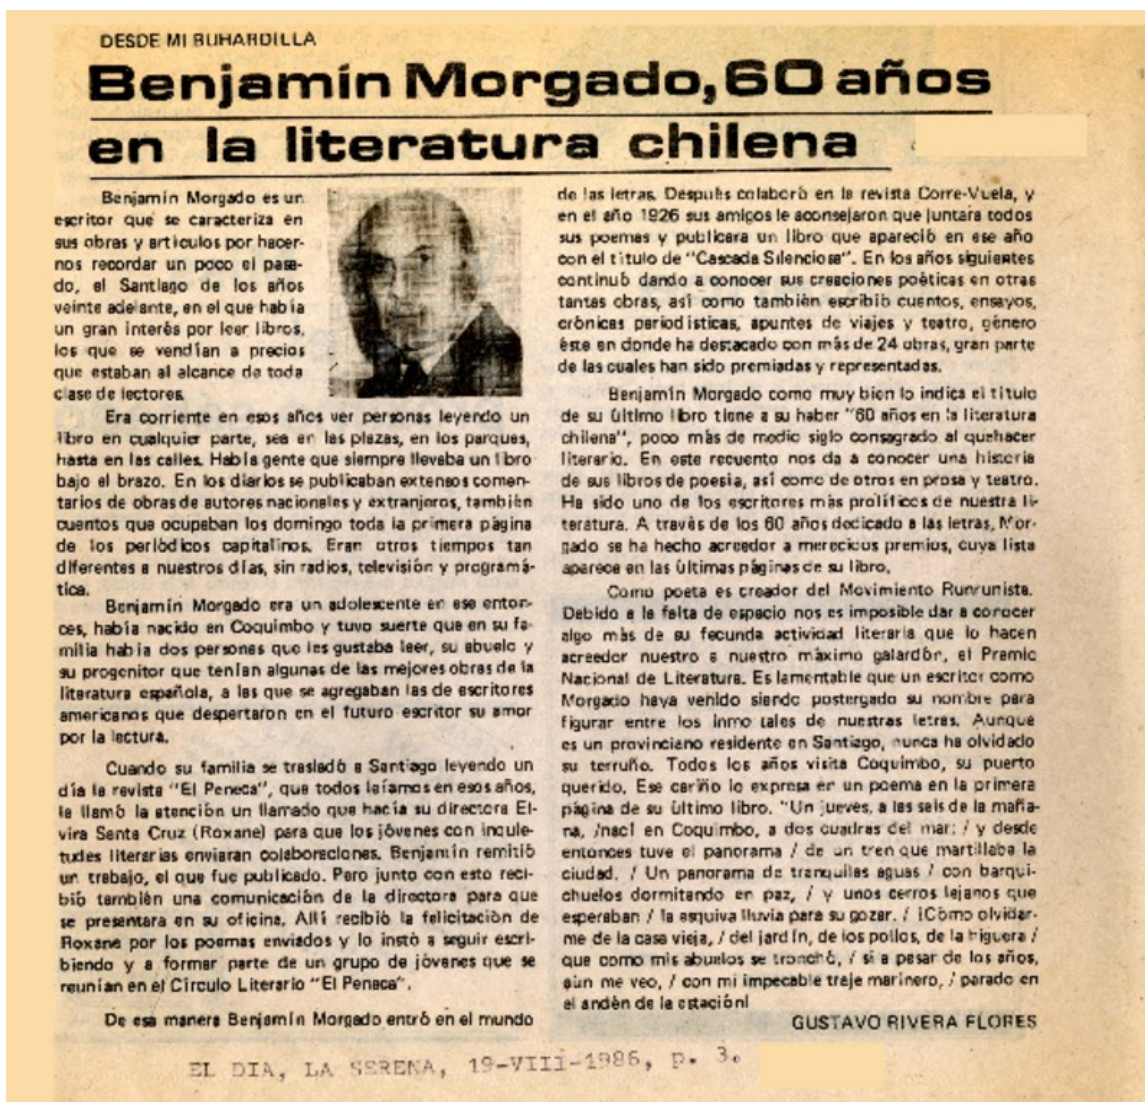 DESDE MI BUHARDILLA
Benjamín Morgado, 60 años
en la literatura chilena
Benjamín Morgado es un
escritor que se caracteriza en
sus obras y artículos por hacer-
nos recordar un poco el pasa-
do, el Santiago de los años
veinte adelante, en el que había
un gran interés por leer libros,
los que se vendían a precios
que estaban al alcance de toda
clase de lectores.
Era corriente en esos años ver personas leyendo un
libro en cualquier parte, sea en las plazas, en los parques,
hasta en las calles. Había gente que siempre llevaba un libro
bajo el brazo. En los diarios se publicaban extensos comen-
tarios de obras de autores nacionales y extranjeros, también
cuentos que ocupaban los domingo toda la primera página
de los periódicos capitalinos. Eran otros tiempos tan
diferentes a nuestros días, sin radios, televisión y programá-
tica.
Benjamín Morgado era un adolescente en ese enton-
ces, había nacido en Coquimbo y tuvo suerte que en su fa-
milia había dos personas que les gustaba leer, su abuelo y
su progenitor que tenían algunas de las mejores obras de la
literatura española, a las que se agregaban las de escritores
americanos que despertaron en el futuro escritor su amor
por la lectura.
Cuando su familia se trasladó a Santiago leyendo un
día la revista "El Peneca", que todos leíamos en esos años,
le llamó la atención un llamado que hacía su directora El-
vira Santa Cruz (Roxane) para que los jóvenes con inquie-
tudes literarias enviaran colaboraciones. Benjamín remitió
un trabajo, el que fue publicado. Pero junto con esto reci-
bió también una comunicación de la directora para que
se presentara en su oficina. Allí recibió la felicitación de
Roxane por los poemas enviados y lo instó a seguir escri-
biendo y a formar parte de un grupo de jóvenes que se
reunían en el Círculo Literario "El Peneca".
De esa manera Benjamín Morgado entró en el mundo
de las letras. Después colaboró en la revista Corre-Vuela, y
en el año 1926 sus amigos le aconsejaron que juntara todos
sus poemas y publicara un libro que apareció en ese año
con el título de "Cascada Silenciosa". En los años siguientes
continuó dando a conocer sus creaciones poéticas en otras
tantas obras, así como también escribió cuentos, ensayos,
crónicas periodísticas, apuntes de viajes y teatro, género
éste en donde ha destacado con más de 24 obras, gran parte
de las cuales han sido premiadas y representadas.
Benjamín Morgado como muy bien lo indica el título
de su último libro tiene a su haber "60 años en la literatura
chilena", poco más de medio siglo consagrado al quehacer
literario. En este recuento nos da a conocer una historia
de sus libros de poesía, así como de otros en prosa y teatro.
Ha sido uno de los escritores más prolíficos de nuestra li-
teratura. A través de los 60 años dedicado a las letras, Mor-
gado se ha hecho acreedor a merecidos premios, cuya lista
aparece en las últimas páginas de su libro.
Como poeta es creador del Movimiento Runrunista.
Debido a la falta de espacio nos es imposible dar a conocer
algo más de su fecunda actividad literaria que lo hacen
acreedor nuestro a nuestro máximo galardón, el Premio
Nacional de Literatura. Es lamentable que un escritor como
Morgado haya venido siendo postergado su nombre para
figurar entre los inmo tales de nuestras letras. Aunque
es un provinciano residente en Santiago, nunca ha olvidado
su terruño. Todos los años visita Coquimbo, su puerto
querido. Ese cariño lo expresa en un poema en la primera
página de su último libro. "Un jueves, a las seis de la maña-
na, /nací en Coquimbo, a dos cuadras del mar; / y desde
entonces tuve el panorama / de un tren que martillaba la
ciudad. / Un panorama de tranquilas aguas / con barqui-
chuelos dormitando en paz, / y unos cerros lejanos que
esperaban / la esquiva lluvia para su gozar. / ¡Cómo olvidar-
me de la casa vieja, / del jardín, de los pollos, de la higuera /
que como mis abuelos se tronchó, / si a pesar de los años,
aún me veo, / con mi impecable traje marinero, / parado en
el andén de la estación!
GUSTAVO RIVERA FLORES
EL DIA, LA SERENA, 19-VIII-1986, p. 3.